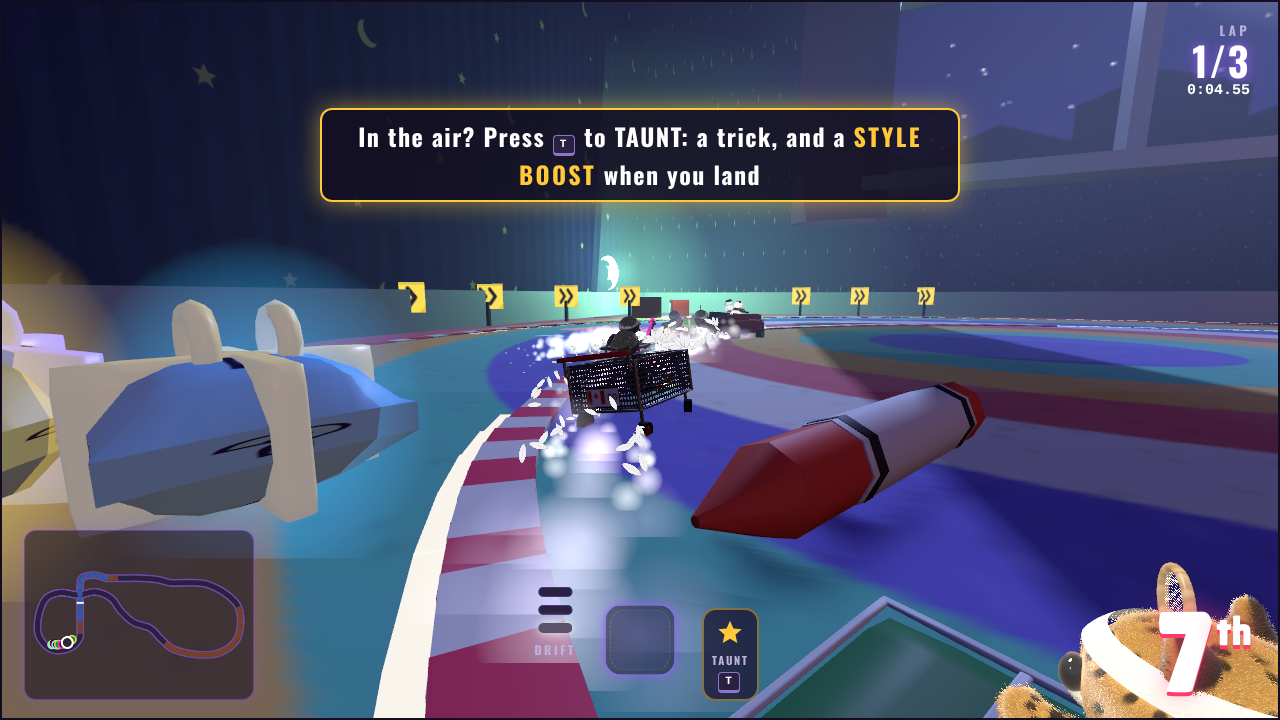 LAP
1/3
0:04.55
In the air? Press T to TAUNT: a trick, and a STYLE
BOOST when you land
DRIFT
TAUNT
T
7th